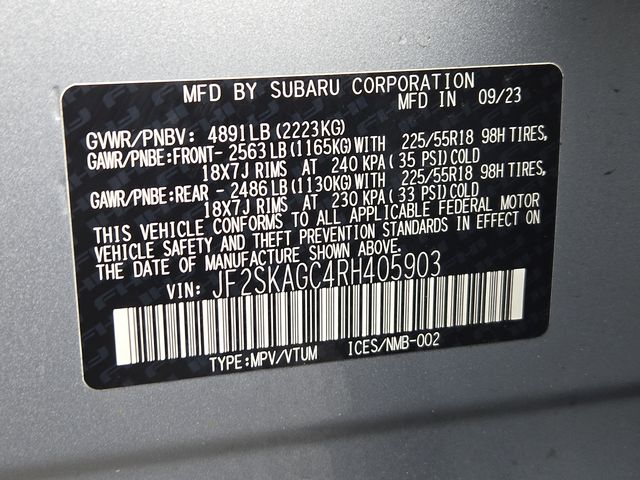 MFD BY SUBARU CORPORATION
MFD IN 09/23
GVWR/PNBV: 4891LB(2223KG)
GAWR/PNBE:FRONT- 2563LB(1165KG)WITH 225/55R18 98H TIRES,
18X7J RIMS AT 240 KPA(35 PSI)COLD
GAWR/PNBE:REAR - 2486LB(1130KG)WITH 225/55R18 98H TIRES,
18X7J RIMS AT 230 KPA(33 PSI)COLD
THIS VEHICLE CONFORMS TO ALL APPLICABLE FEDERAL MOTOR
VEHICLE SAFETY AND THEFT PREVENTION STANDARDS IN EFFECT ON
THE DATE OF MANUFACTURE SHOWN ABOVE.
VIN: JF2SKAGC4RH405903
TYPE:MPV/VTUM ICES/NMB-002